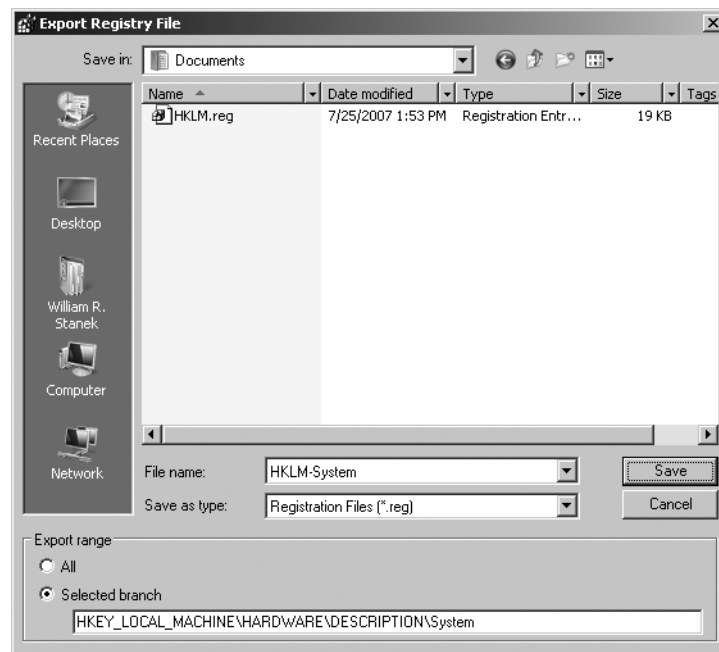 Export Registry File
Save in:
Documents
Recent Places
Desktop
William R.
Stanek
Computer
Network
Name
Date modified
Type
Size
Tags
HKLM.reg
7/25/2007 1:53 PM
Registration Entr...
19 KB
File name:
HKLM-System
Save
Save as type:
Registration Files (*.reg)
Cancel
Export range
All
Selected branch
HKEY_LOCAL_MACHINE\HARDWARE\DESCRIPTION\System